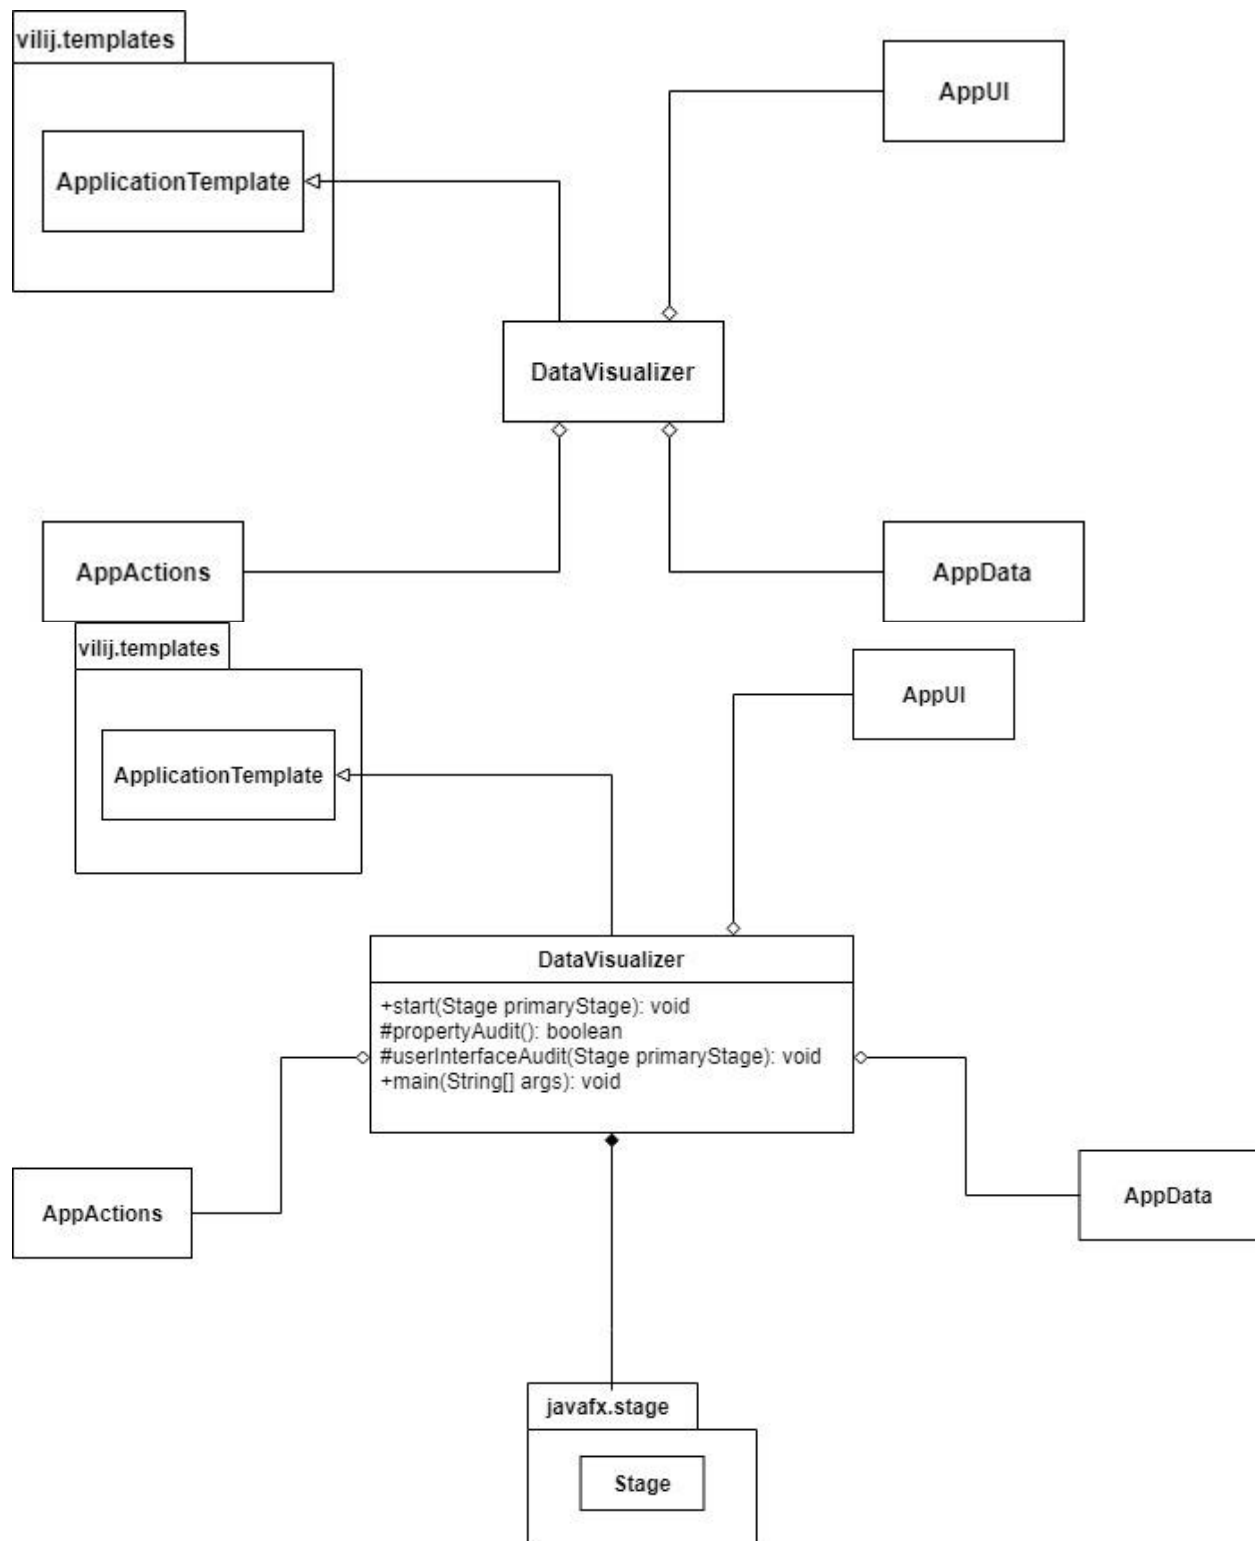 vilij.templates
AppUI
ApplicationTemplate
DataVisualizer
AppActions
AppData
vilij.templates
AppUI
ApplicationTemplate
DataVisualizer
+start(Stage primaryStage): void
#propertyAudit(): boolean
#userInterfaceAudit(Stage primaryStage): void
+main(String[] args): void
AppActions
AppData
javafx.stage
Stage